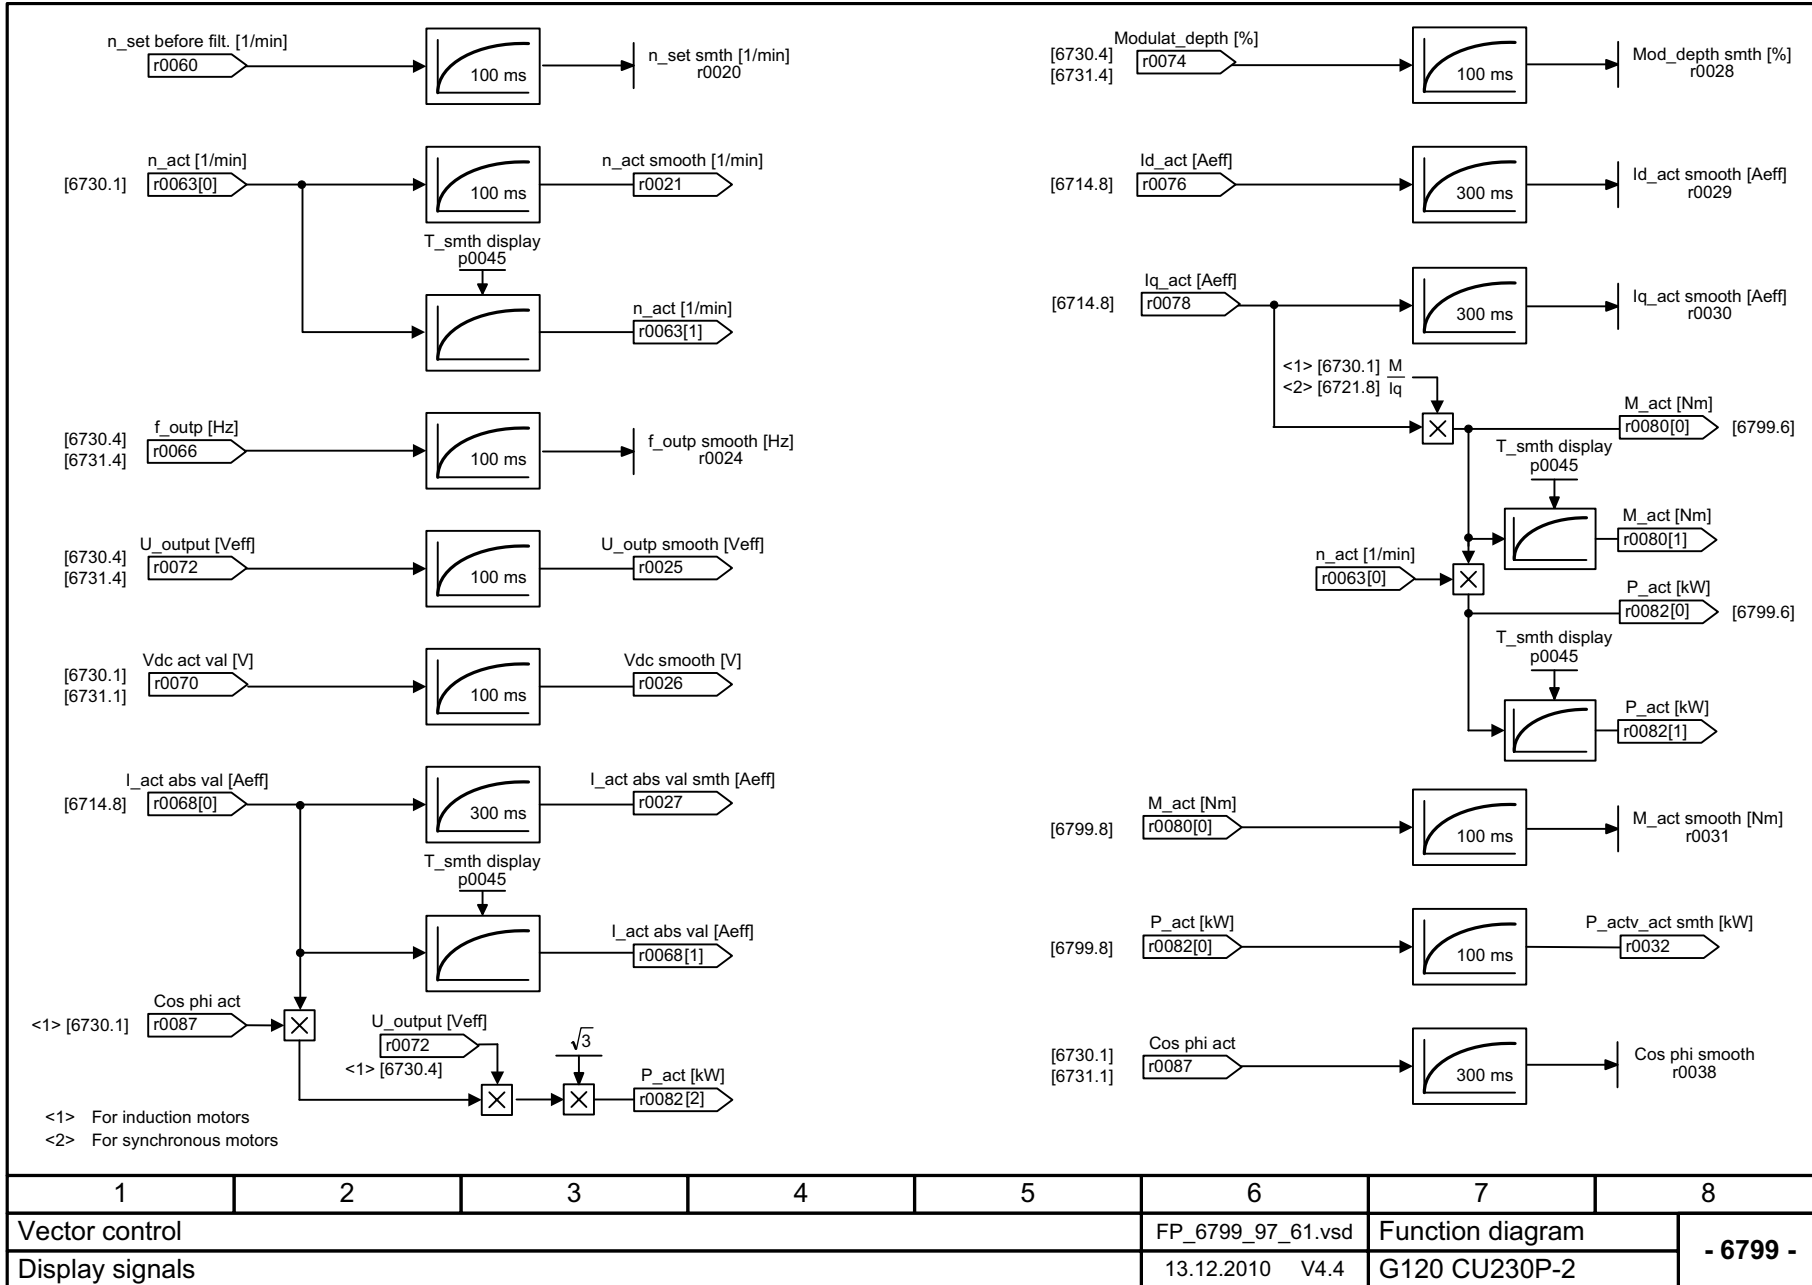 n_set before filt. [1/min]
r0060
100 ms
n_set smth [1/min]
r0020
[6730.1]
n_act [1/min]
r0063[0]
100 ms
n_act smooth [1/min]
r0021
T_smth display
p0045
n_act [1/min]
r0063[1]
[6730.4]
[6731.4]
f_outp [Hz]
r0066
100 ms
f_outp smooth [Hz]
r0024
[6730.4]
[6731.4]
U_output [Veff]
r0072
100 ms
U_outp smooth [Veff]
r0025
[6730.1]
[6731.1]
Vdc act val [V]
r0070
100 ms
Vdc smooth [V]
r0026
[6714.8]
I_act abs val [Aeff]
r0068[0]
300 ms
I_act abs val smth [Aeff]
r0027
T_smth display
p0045
I_act abs val [Aeff]
r0068[1]
<1> [6730.1]
Cos phi act
r0087
U_output [Veff]
r0072
<1> [6730.4]
√3
P_act [kW]
r0082[2]
<1> For induction motors
<2> For synchronous motors
[6730.4]
[6731.4]
Modulat_depth [%]
r0074
100 ms
Mod_depth smth [%]
r0028
[6714.8]
Id_act [Aeff]
r0076
300 ms
Id_act smooth [Aeff]
r0029
[6714.8]
Iq_act [Aeff]
r0078
300 ms
Iq_act smooth [Aeff]
r0030
<1> [6730.1] M
<2> [6721.8] Iq
M_act [Nm]
r0080[0] [6799.6]
T_smth display
p0045
M_act [Nm]
r0080[1]
n_act [1/min]
r0063[0]
P_act [kW]
r0082[0] [6799.6]
T_smth display
p0045
P_act [kW]
r0082[1]
[6799.8]
M_act [Nm]
r0080[0]
100 ms
M_act smooth [Nm]
r0031
[6799.8]
P_act [kW]
r0082[0]
100 ms
P_actv_act smth [kW]
r0032
[6730.1]
[6731.1]
Cos phi act
r0087
300 ms
Cos phi smooth
r0038
1 2 3 4 5 6 7 8
Vector control FP_6799_97_61.vsd Function diagram
- 6799 -
Display signals 13.12.2010 V4.4 G120 CU230P-2